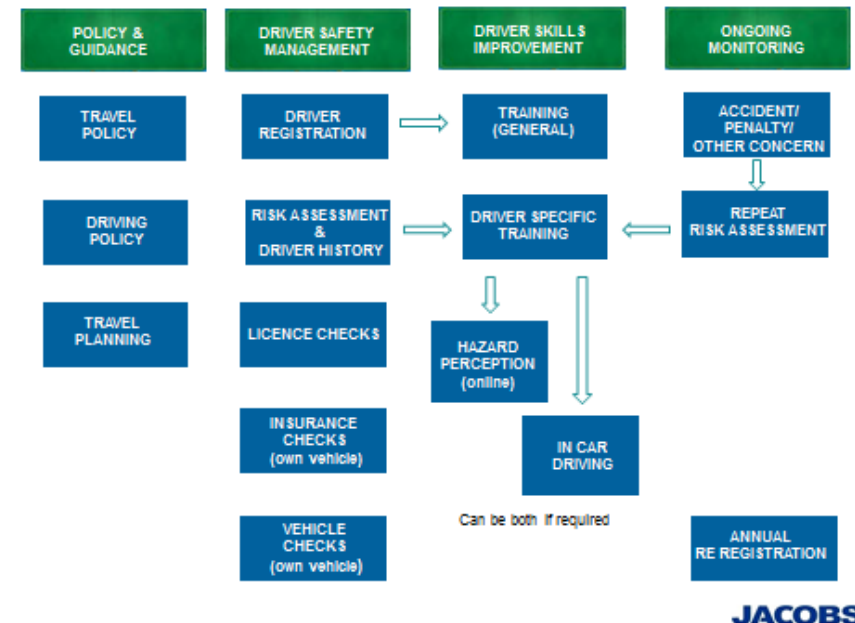 POLICY &
GUIDANCE
DRIVER SAFETY
MANAGEMENT
DRIVER SKILLS
IMPROVEMENT
ONGOING
MONITORING
TRAVEL
POLICY
DRIVER
REGISTRATION
TRAINING
(GENERAL)
ACCIDENT/
PENALTY/
OTHER CONCERN
DRIVING
POLICY
RISK ASSESSMENT
&
DRIVER HISTORY
DRIVER SPECIFIC
TRAINING
REPEAT
RISK ASSESSMENT
TRAVEL
PLANNING
LICENCE CHECKS
HAZARD
PERCEPTION
(online)
INSURANCE
CHECKS
(own vehicle)
IN CAR
DRIVING
Can be both if required
VEHICLE
CHECKS
(own vehicle)
ANNUAL
RE REGISTRATION
JACOBS